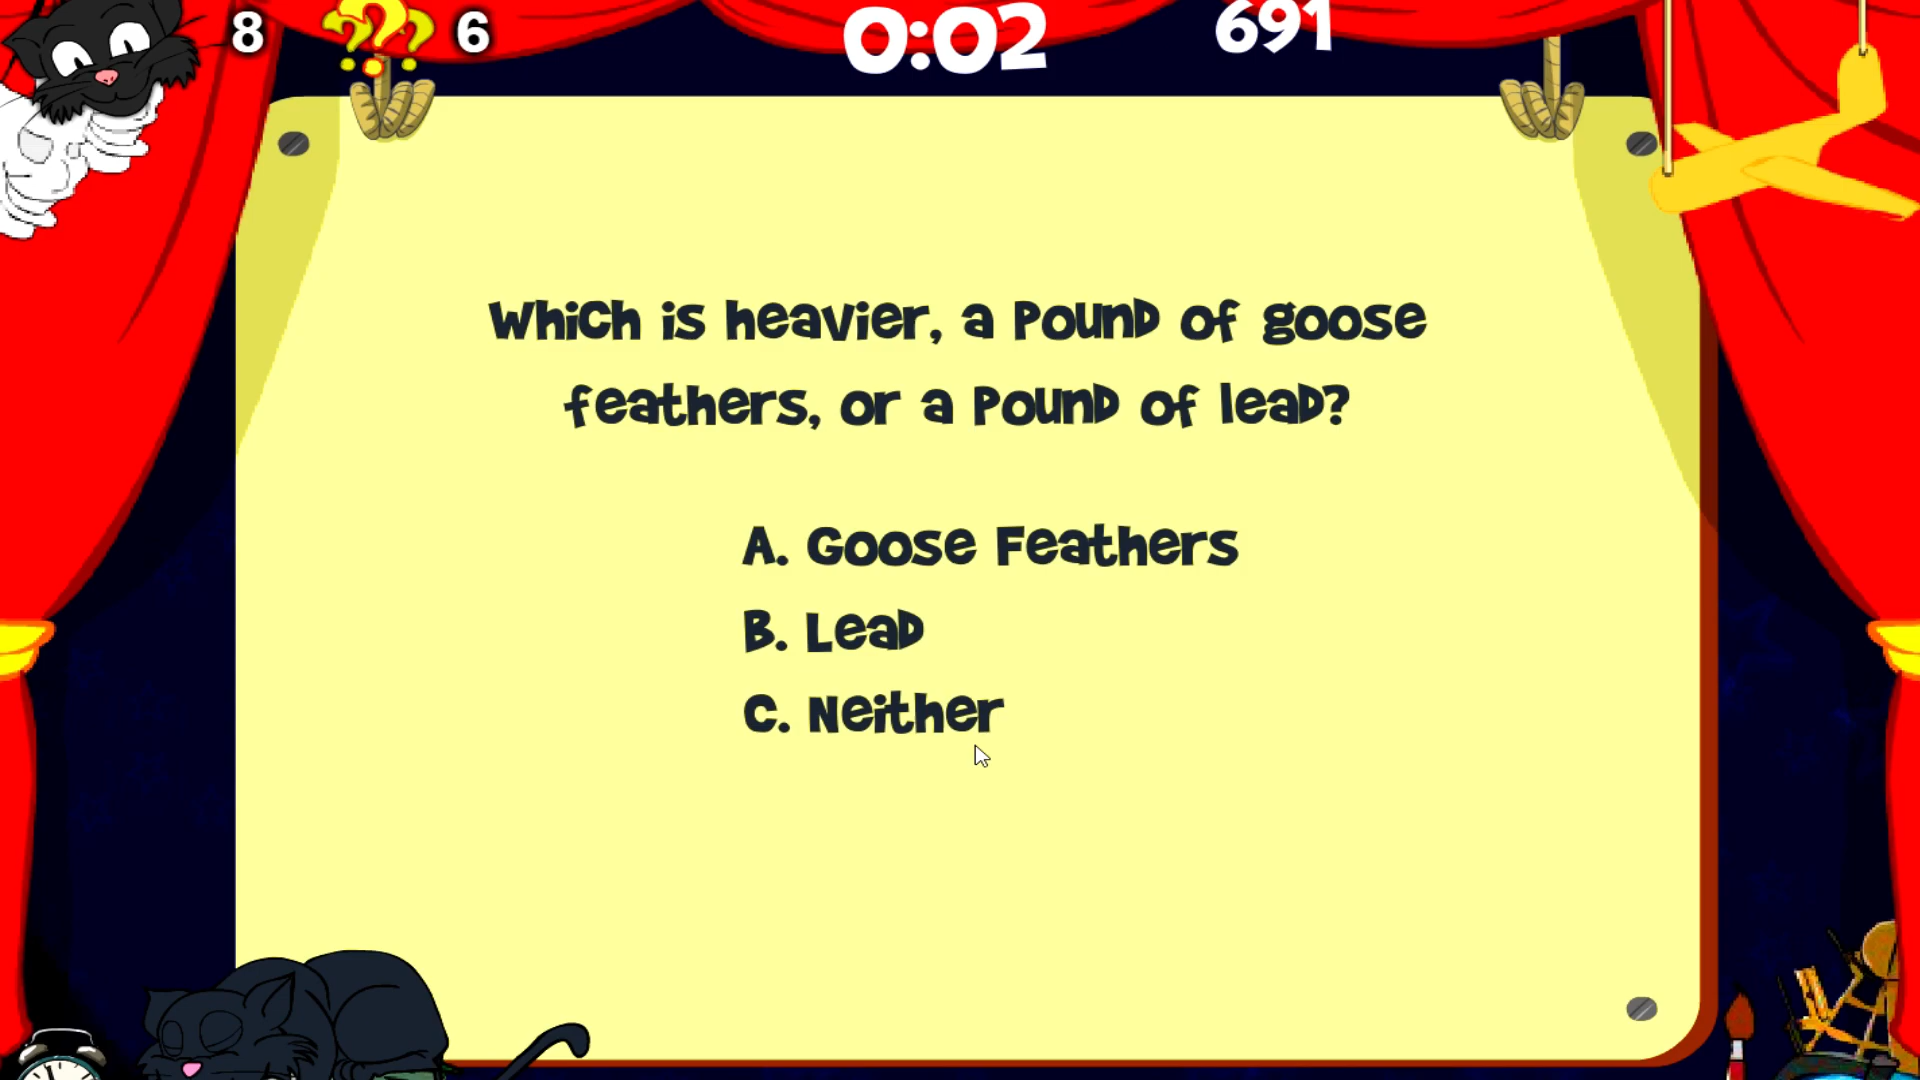 8 ??? 6 0:02 691
Which is heavier, a pound of goose
feathers, or a pound of lead?
A. Goose Feathers
B. Lead
C. Neither